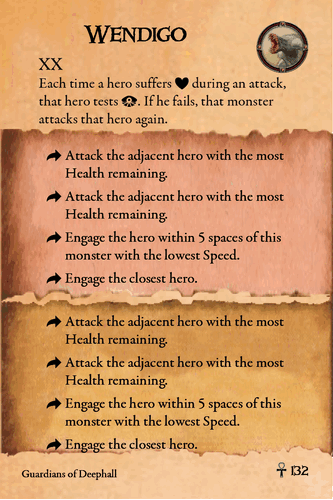 WENDIGO
XX
Each time a hero suffers during an attack,
that hero tests . If he fails, that monster
attacks that hero again.
Attack the adjacent hero with the most
Health remaining.
Attack the adjacent hero with the most
Health remaining.
Engage the hero within 5 spaces of this
monster with the lowest Speed.
Engage the closest hero.
Attack the adjacent hero with the most
Health remaining.
Attack the adjacent hero with the most
Health remaining.
Engage the hero within 5 spaces of this
monster with the lowest Speed.
Engage the closest hero.
Guardians of Deephall
132